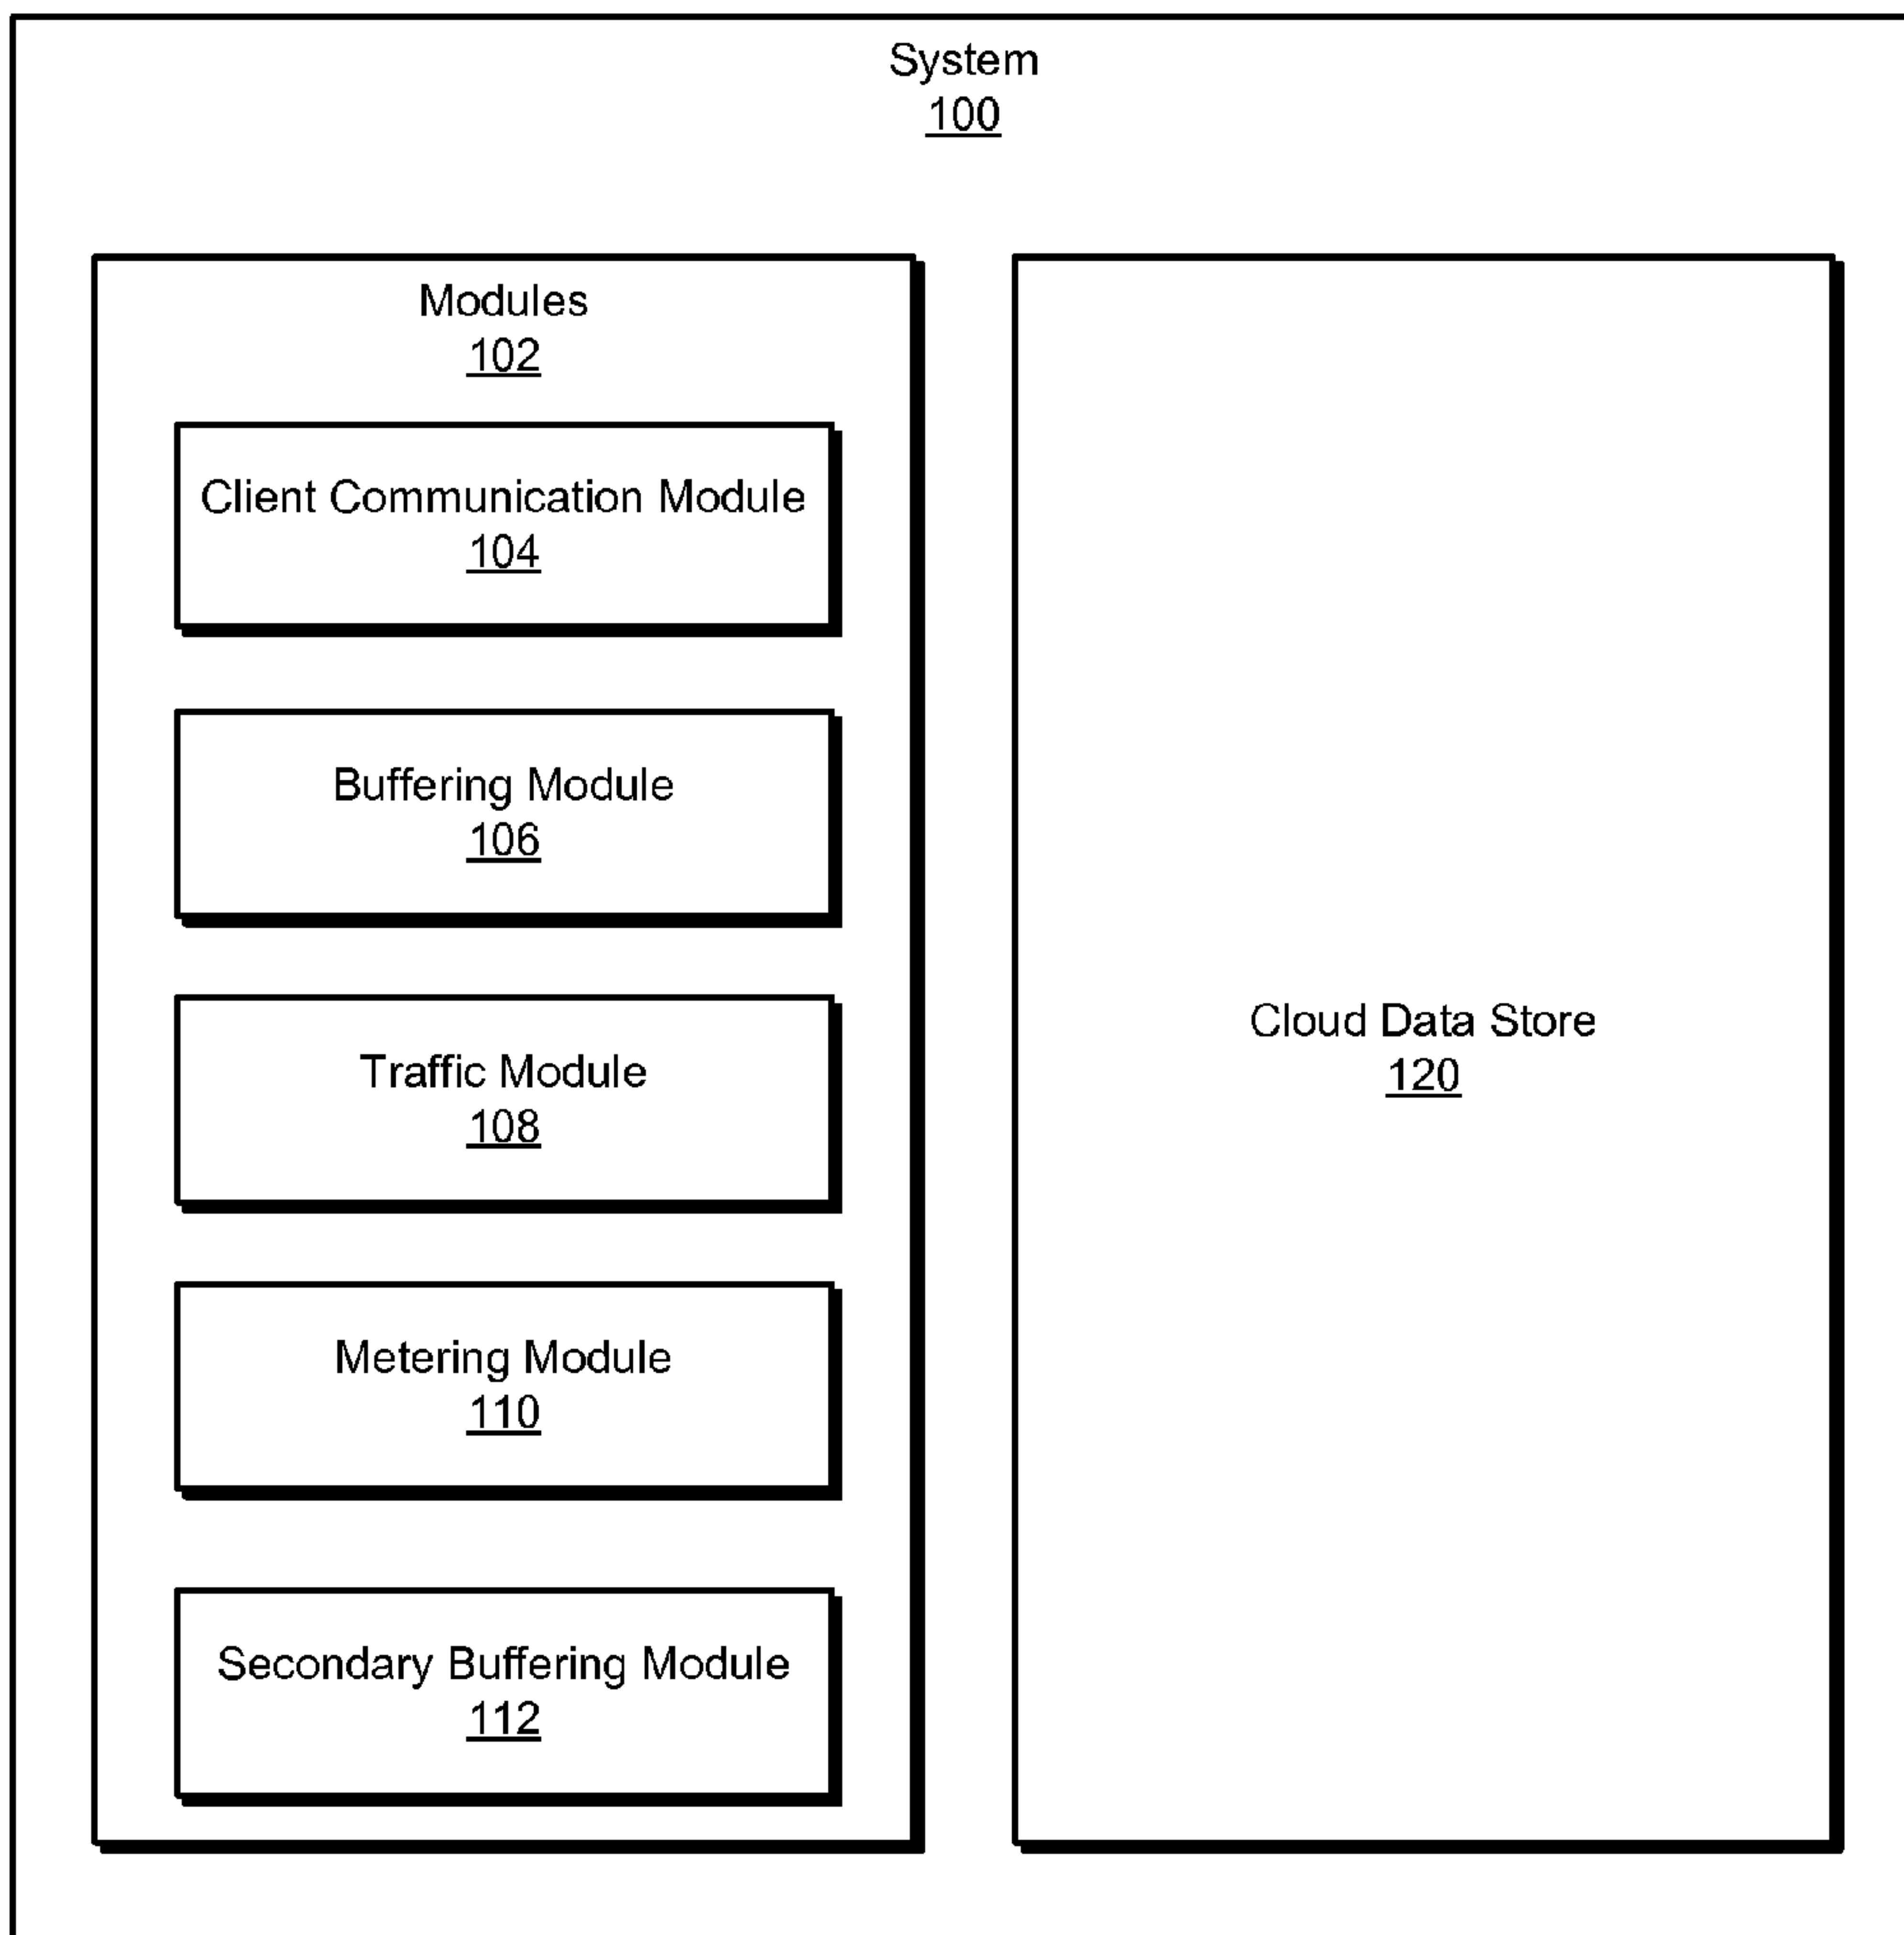 System
100
Modules
102
Client Communication Module
104
Buffering Module
106
Traffic Module
108
Metering Module
110
Secondary Buffering Module
112
Cloud Data Store
120